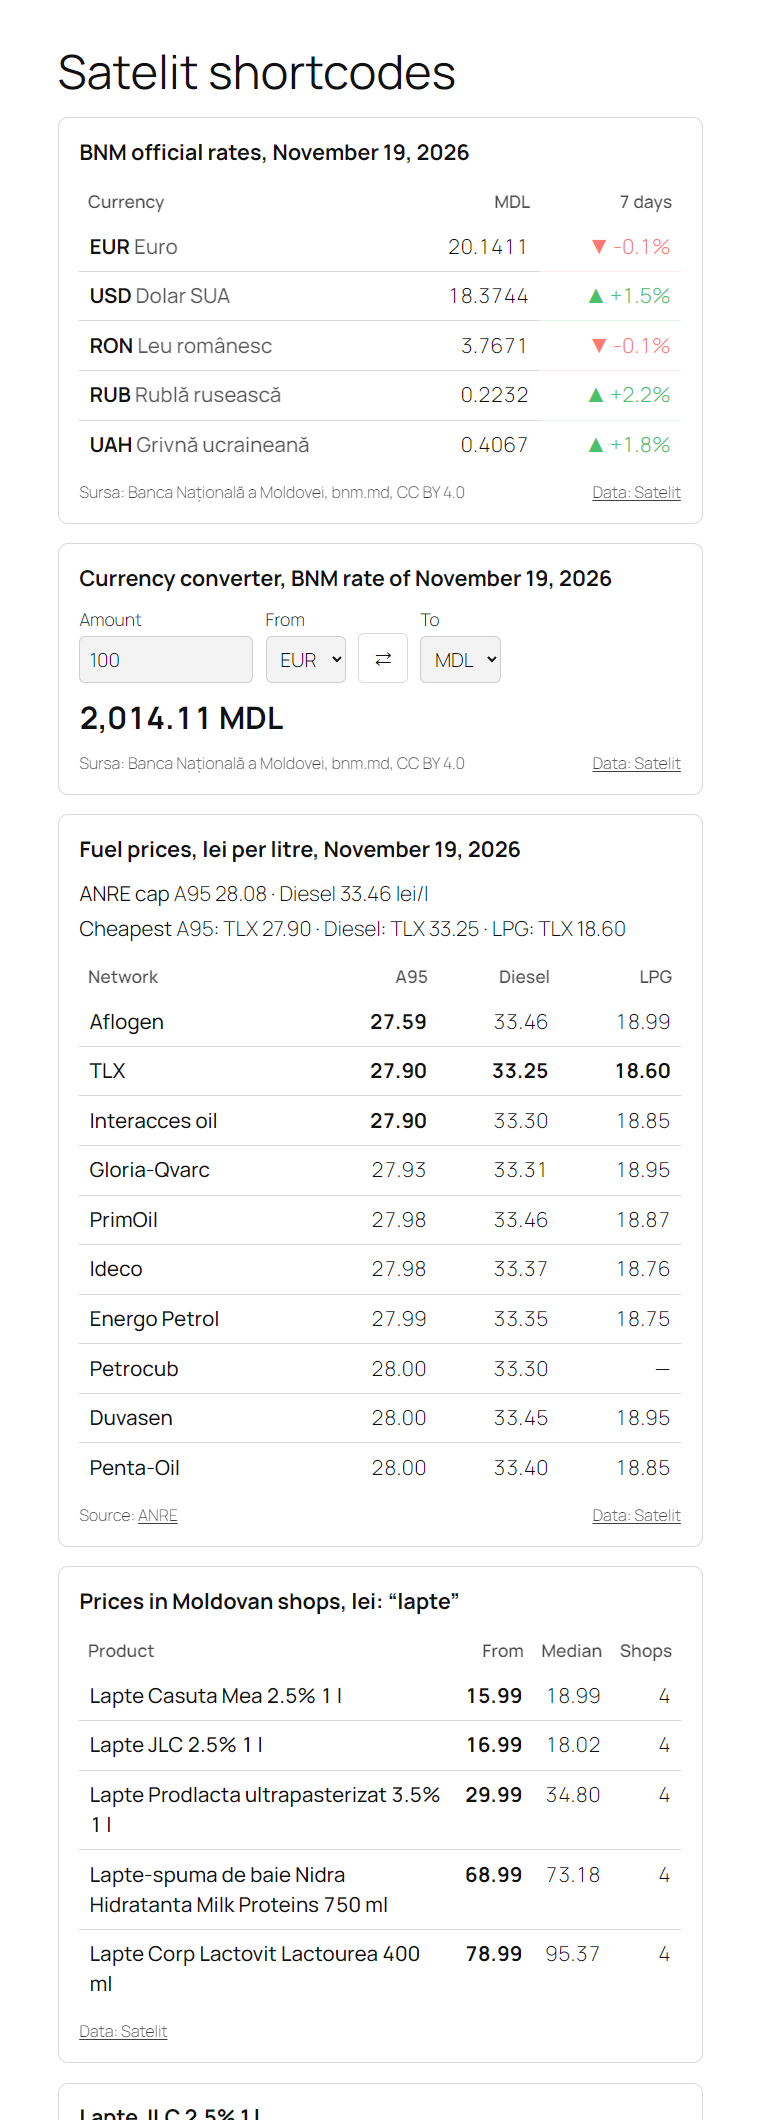 Satelit shortcodes
BNM official rates, November 19, 2026
Currency MDL 7 days
EUR Euro 20.1411 ▼ -0.1%
USD Dolar SUA 18.3744 ▲ +1.5%
RON Leu românesc 3.7671 ▼ -0.1%
RUB Rublă rusească 0.2232 ▲ +2.2%
UAH Grivnă ucraineană 0.4067 ▲ +1.8%
Sursa: Banca Națională a Moldovei, bnm.md, CC BY 4.0 Data: Satelit
Currency converter, BNM rate of November 19, 2026
Amount From To
100 EUR ⇄ MDL
2,014.11 MDL
Sursa: Banca Națională a Moldovei, bnm.md, CC BY 4.0 Data: Satelit
Fuel prices, lei per litre, November 19, 2026
ANRE cap A95 28.08 · Diesel 33.46 lei/l
Cheapest A95: TLX 27.90 · Diesel: TLX 33.25 · LPG: TLX 18.60
Network A95 Diesel LPG
Aflogen 27.59 33.46 18.99
TLX 27.90 33.25 18.60
Interacces oil 27.90 33.30 18.85
Gloria-Qvarc 27.93 33.31 18.95
PrimOil 27.98 33.46 18.87
Ideco 27.98 33.37 18.76
Energo Petrol 27.99 33.35 18.75
Petrocub 28.00 33.30 —
Duvasen 28.00 33.45 18.95
Penta-Oil 28.00 33.40 18.85
Source: ANRE Data: Satelit
Prices in Moldovan shops, lei: “lapte”
Product From Median Shops
Lapte Casuta Mea 2.5% 1 l 15.99 18.99 4
Lapte JLC 2.5% 1 l 16.99 18.02 4
Lapte Prodlacta ultrapasterizat 3.5% 29.99 34.80 4
1 l
Lapte-spuma de baie Nidra 68.99 73.18 4
Hidratanta Milk Proteins 750 ml
Lapte Corp Lactovit Lactourea 400 78.99 95.37 4
ml
Data: Satelit
Lapte JLC 2.5% 1 l